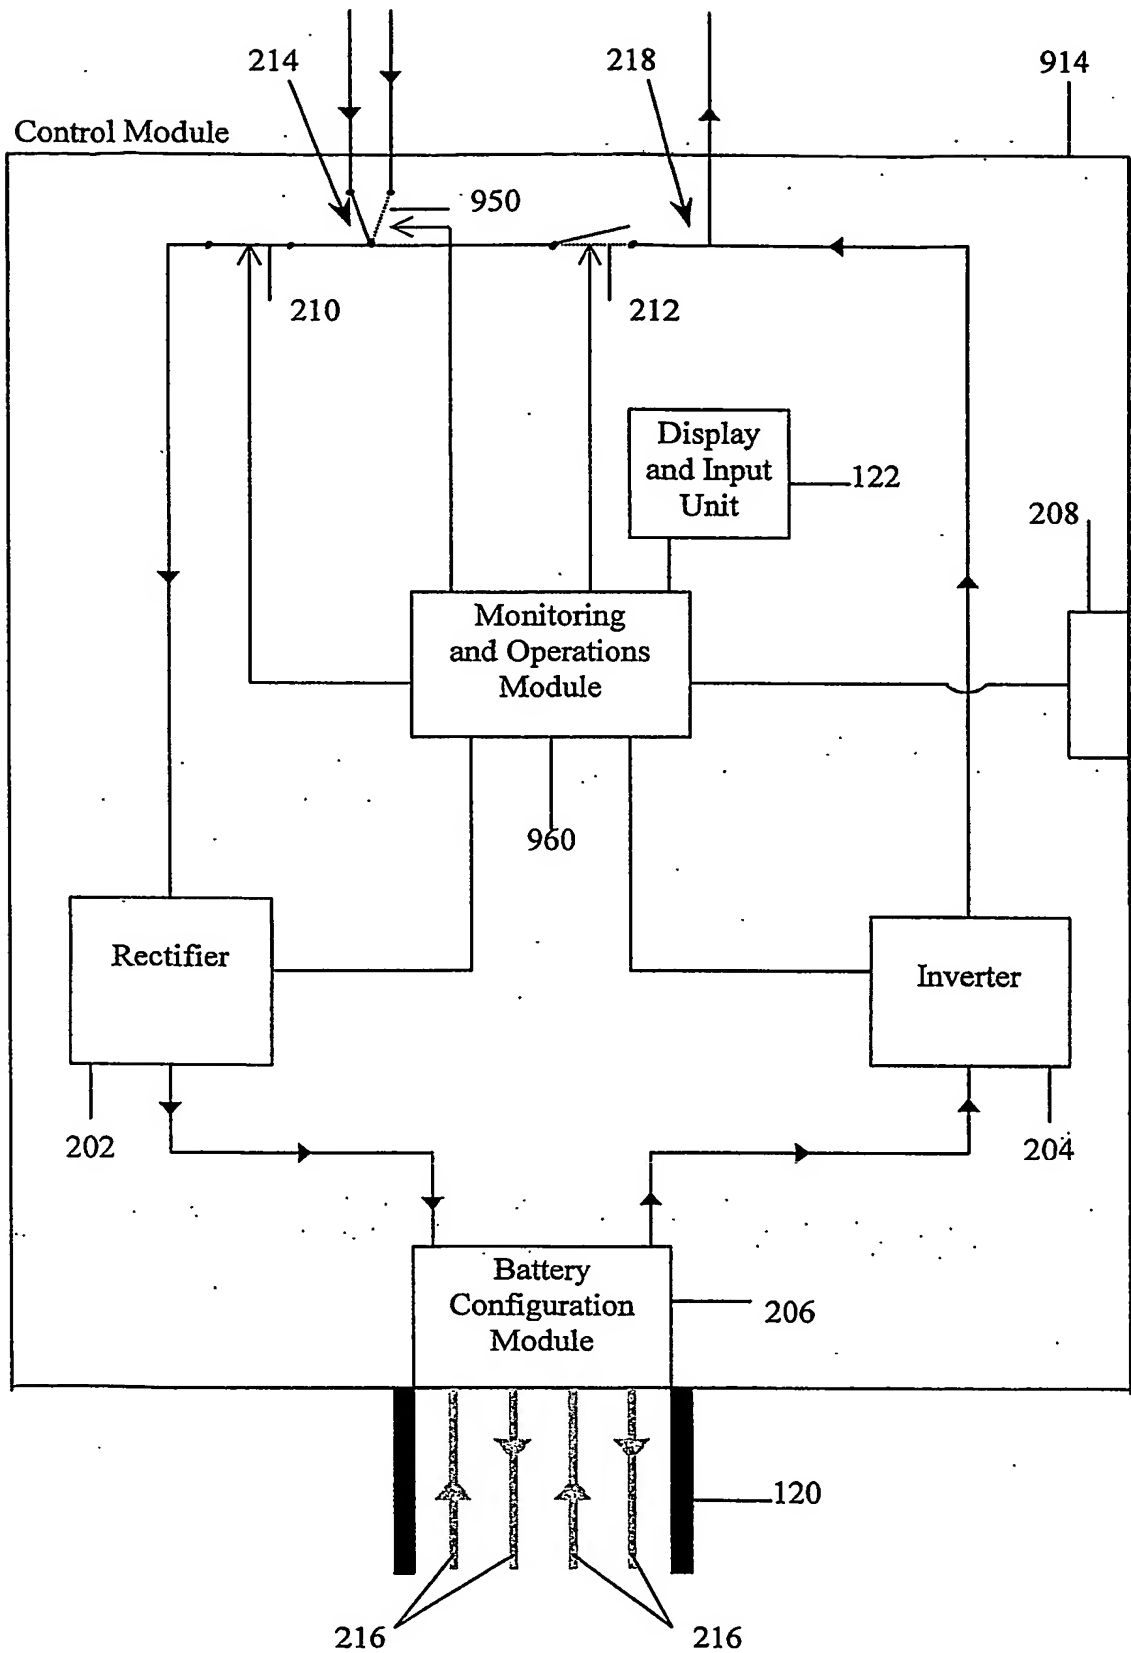 214
218
914
Control Module
950
210
212
Display
and Input
Unit
122
208
Monitoring
and Operations
Module
960
Rectifier
Inverter
202
204
Battery
Configuration
Module
206
120
216
216